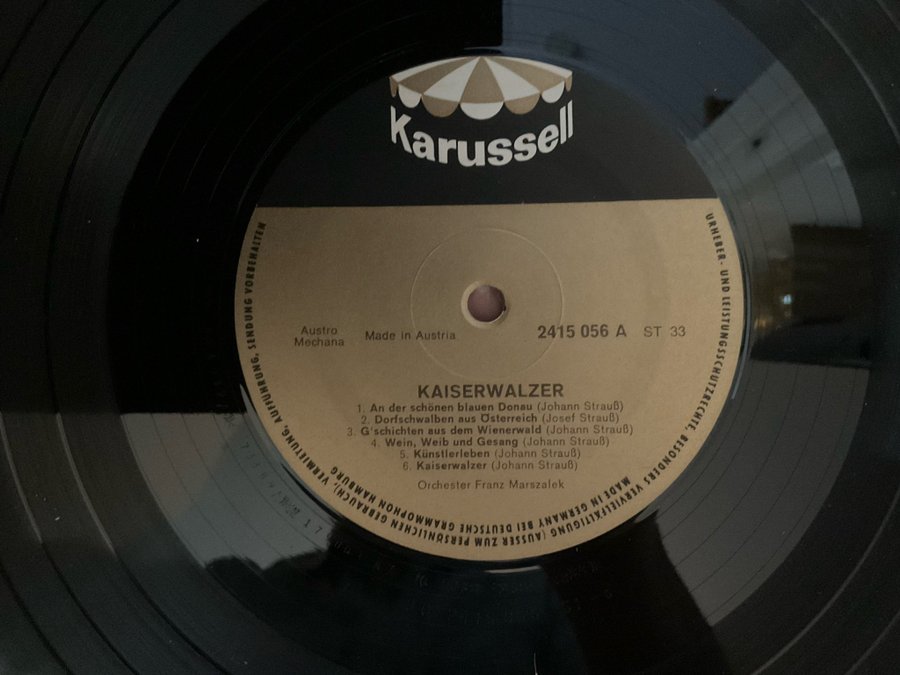 Karussell
Austro
Mechana
Made in Austria
2415 056 A
ST 33
KAISERWALZER
1. An der schönen blauen Donau (Johann Strauß)
2. Dorfschwalben aus Österreich (Josef Strauß)
3. G'schichten aus dem Wienerwald (Johann Strauß)
4. Wein, Weib und Gesang (Johann Strauß)
5. Künstlerleben (Johann Strauß)
6. Kaiserwalzer (Johann Strauß)
Orchester Franz Marszalek
URHEBER- UND LEISTUNGSSCHUTZRECHTE, BESONDERS VERVIELFÄLTIGUNG (AUSSER ZUM PERSÖNLICHEN GEBRAUCH), VERMIETUNG, AUFFÜHRUNG, SENDUNG VORBEHALTEN
MADE IN GERMANY BEI DEUTSCHE GRAMMOPHON HAMBURG